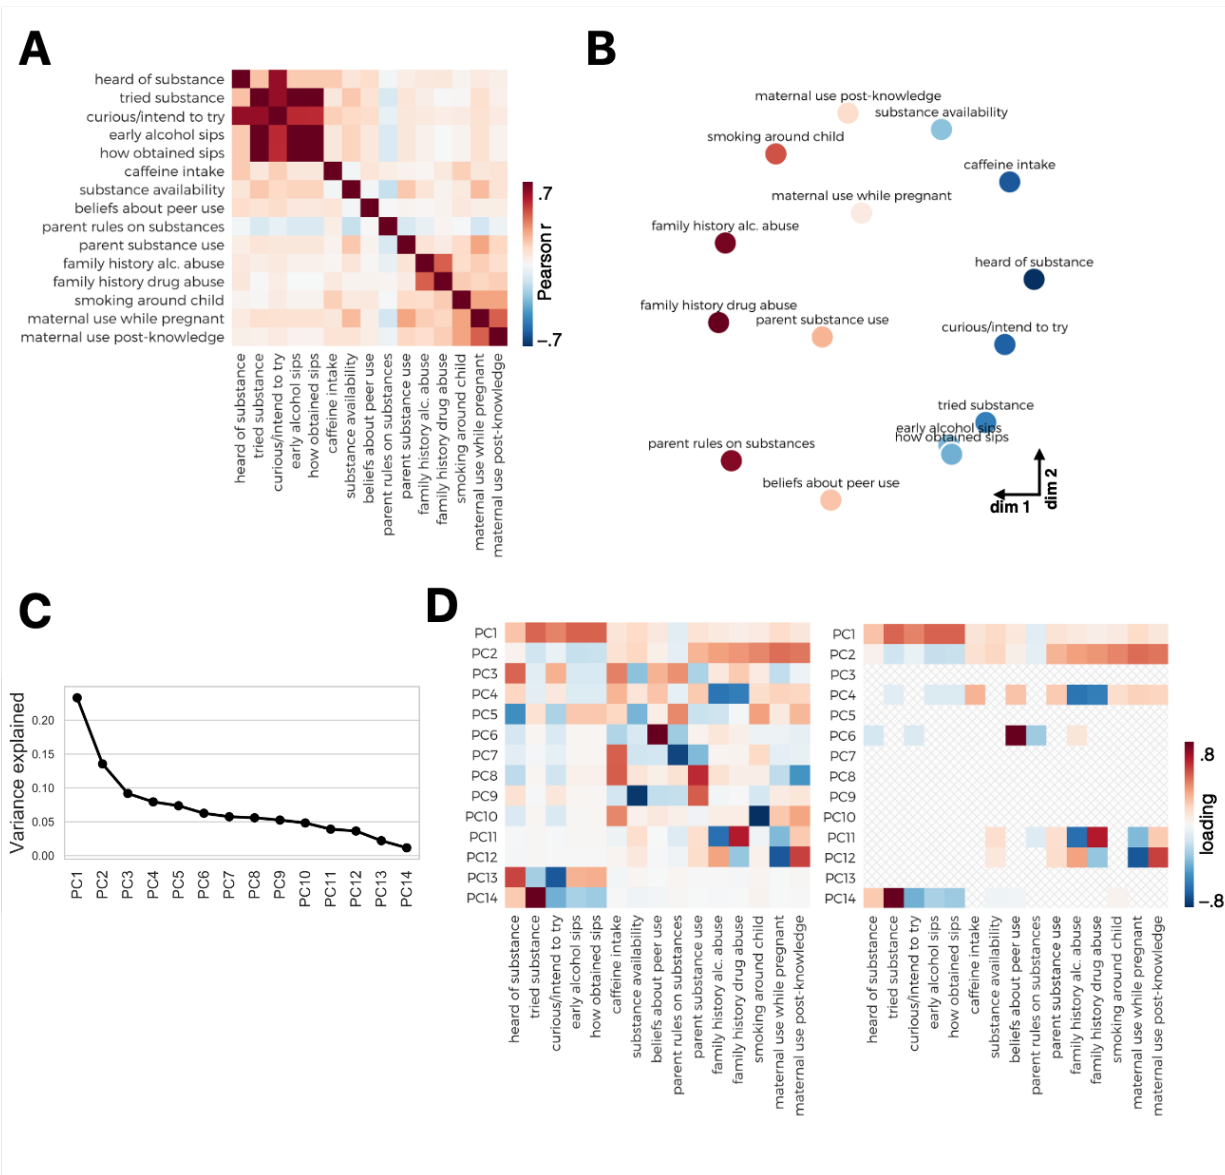 A
heard of substance
tried substance
curious/intend to try
early alcohol sips
how obtained sips
caffeine intake
substance availability
beliefs about peer use
parent rules on substances
parent substance use
family history alc. abuse
family history drug abuse
smoking around child
maternal use while pregnant
maternal use post-knowledge
heard of substance
tried substance
curious/intend to try
early alcohol sips
how obtained sips
caffeine intake
substance availability
beliefs about peer use
parent rules on substances
parent substance use
family history alc. abuse
family history drug abuse
smoking around child
maternal use while pregnant
maternal use post-knowledge
.7
Pearson r
–.7
B
maternal use post-knowledge
substance availability
smoking around child
caffeine intake
maternal use while pregnant
family history alc. abuse
heard of substance
family history drug abuse
parent substance use
curious/intend to try
tried substance
early alcohol sips
how obtained sips
parent rules on substances
beliefs about peer use
dim 1
dim 2
C
Variance explained
0.20
0.15
0.10
0.05
0.00
PC1
PC2
PC3
PC4
PC5
PC6
PC7
PC8
PC9
PC10
PC11
PC12
PC13
PC14
D
PC1
PC2
PC3
PC4
PC5
PC6
PC7
PC8
PC9
PC10
PC11
PC12
PC13
PC14
heard of substance
tried substance
curious/intend to try
early alcohol sips
how obtained sips
caffeine intake
substance availability
beliefs about peer use
parent rules on substances
parent substance use
family history alc. abuse
family history drug abuse
smoking around child
maternal use while pregnant
maternal use post-knowledge
PC1
PC2
PC3
PC4
PC5
PC6
PC7
PC8
PC9
PC10
PC11
PC12
PC13
PC14
heard of substance
tried substance
curious/intend to try
early alcohol sips
how obtained sips
caffeine intake
substance availability
beliefs about peer use
parent rules on substances
parent substance use
family history alc. abuse
family history drug abuse
smoking around child
maternal use while pregnant
maternal use post-knowledge
.8
loading
–.8